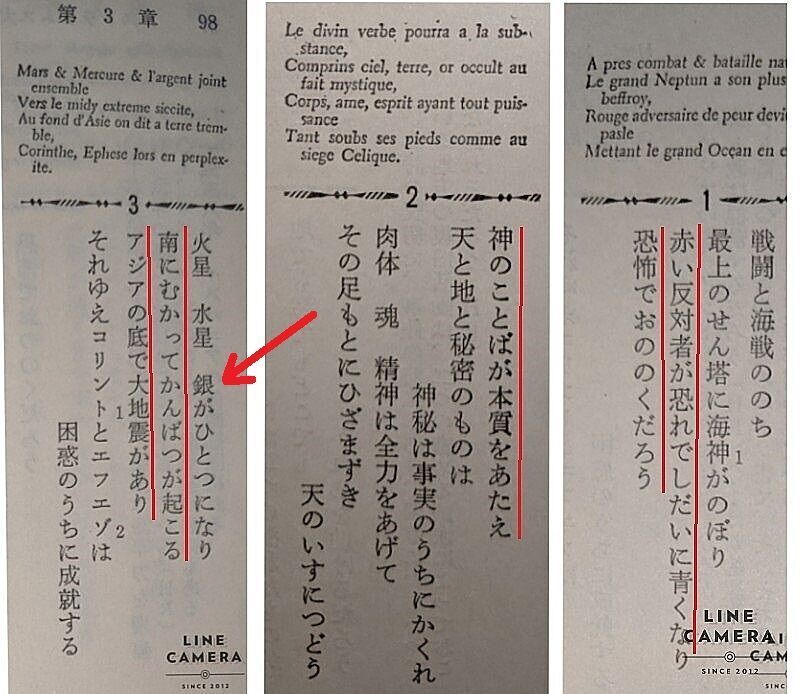 A pres combat & bataille na
Le grand Neptun a son plus
beffroy,
Rouge adversaire de peur devi
pasle
Mettant le grand Oçean en e
1
戦闘と海戦ののち
最上のせん塔に海神がのぼり
1
赤い反対者が恐れでしだいに青くなり
恐怖でおののくだろう
Le divin verbe pourra a la sub-
stance,
Comprins ciel, terre, or occult au
fait mystique,
Corps, ame, esprit ayant tout puis-
sance
Tant soubs ses pieds comme au
siege Celique.
2
神のことばが本質をあたえ
天と地と秘密のものは
神秘は事実のうちにかくれ
肉体 魂 精神は全力をあげて
その足もとにひざまずき
天のいすにつどう
第3章 98
Mars & Mercure & l'argent joint
ensemble
Vers le midy extreme siccite,
Au fond d'Asie on dit a terre trem-
ble,
Corinthe, Ephese lors en perplex-
ite.
3
火星 水星 銀がひとつになり
南にむかってかんばつが起こる
アジアの底で大地震があり
それゆえコリントとエフエゾは
1 2
困惑のうちに成就する
LINE
CAMERA
SINCE 2012
LINE
CAMERA
SINCE 2012